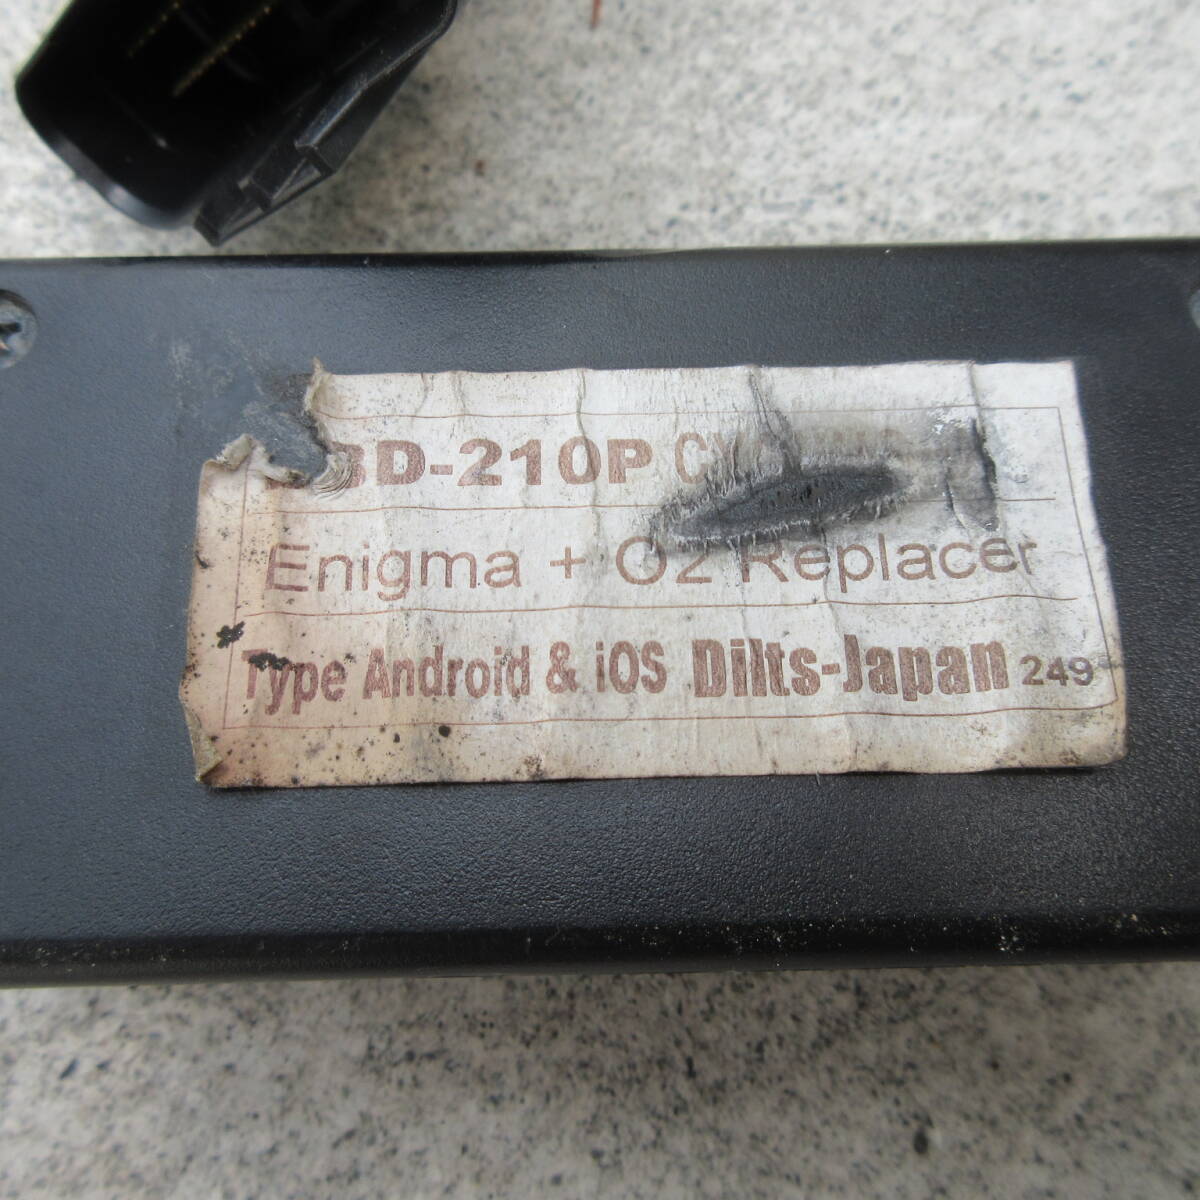 BD-210P
Enigma + O2 Replacer
Type Android & iOS Dilts-Japan 249